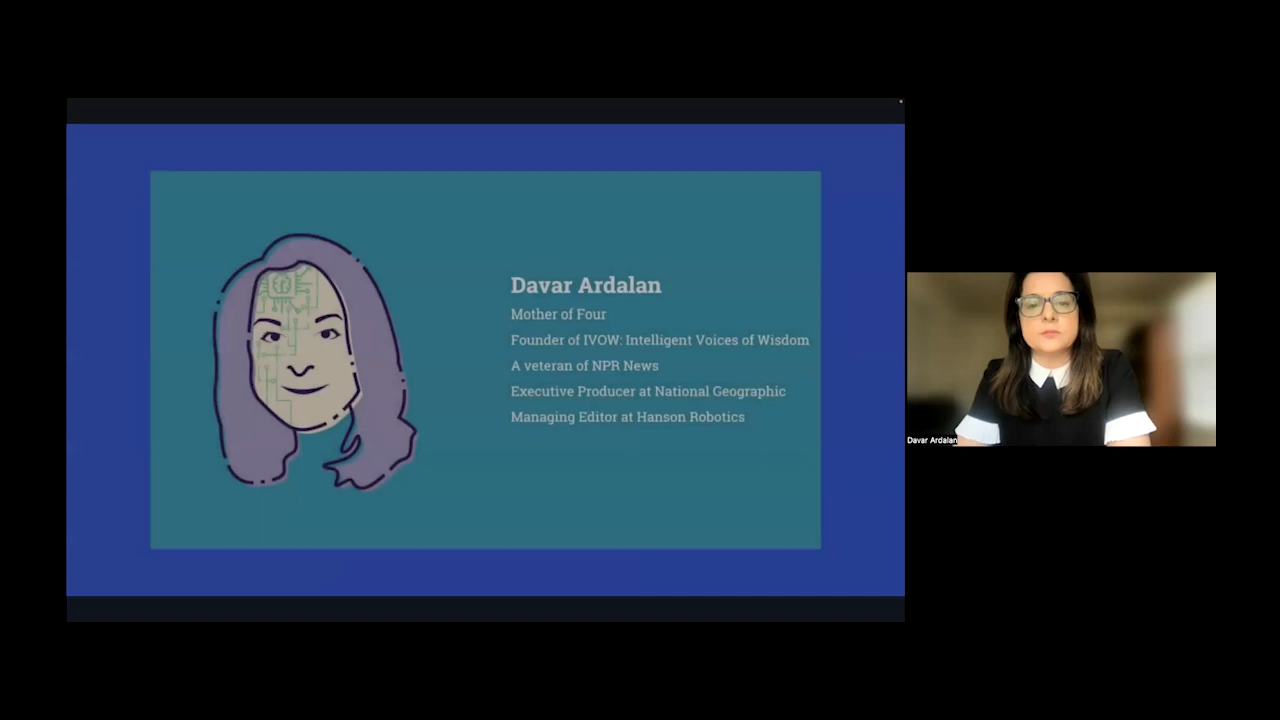 Davar Ardalan
Mother of Four
Founder of IVOW: Intelligent Voices of Wisdom
A veteran of NPR News
Executive Producer at National Geographic
Managing Editor at Hanson Robotics
Davar Ardalan